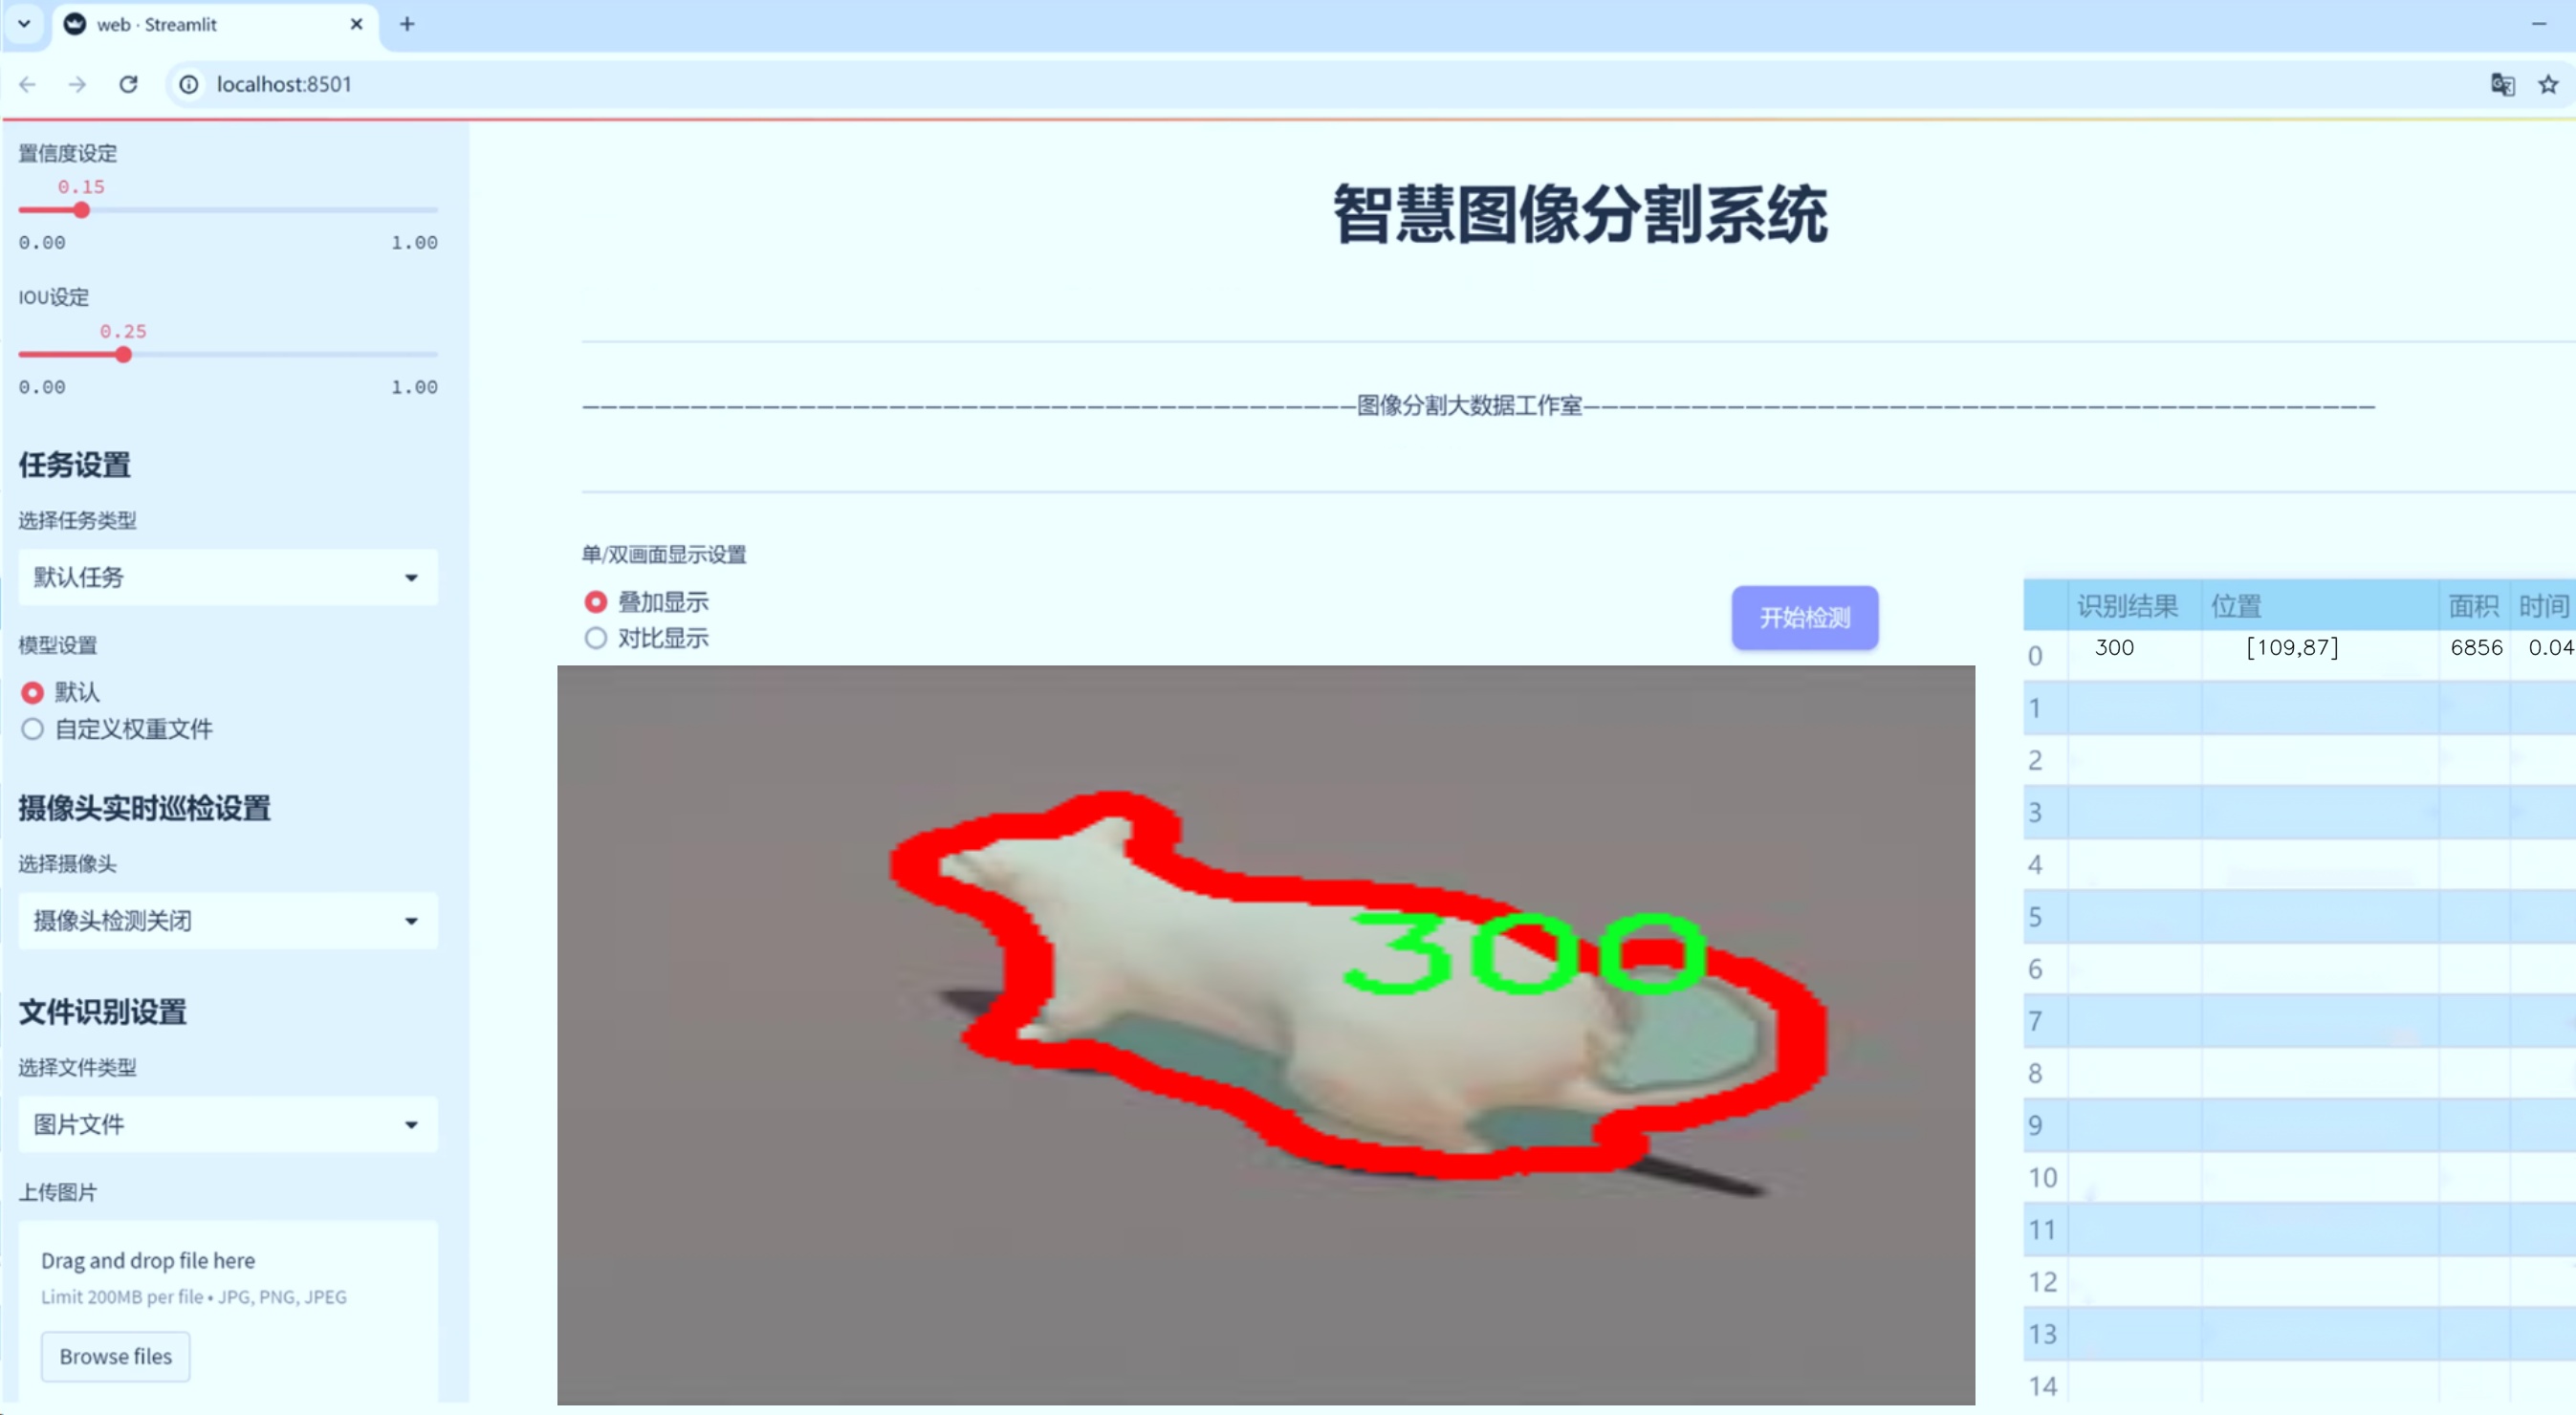 web · Streamlit
localhost:8501
置信度设定
0.15
0.00 1.00
IOU设定
0.25
0.00 1.00
任务设置
选择任务类型
默认任务
模型设置
默认
自定义权重文件
摄像头实时巡检设置
选择摄像头
摄像头检测关闭
文件识别设置
选择文件类型
图片文件
上传图片
Drag and drop file here
Limit 200MB per file • JPG, PNG, JPEG
Browse files
智慧图像分割系统
———————————————————————————————————————————图像分割大数据工作室————————————————————————————————————————————
单/双画面显示设置
叠加显示
对比显示
开始检测
300
识别结果 位置 面积 时间
0 300 [109,87] 6856 0.04
1
2
3
4
5
6
7
8
9
10
11
12
13
14